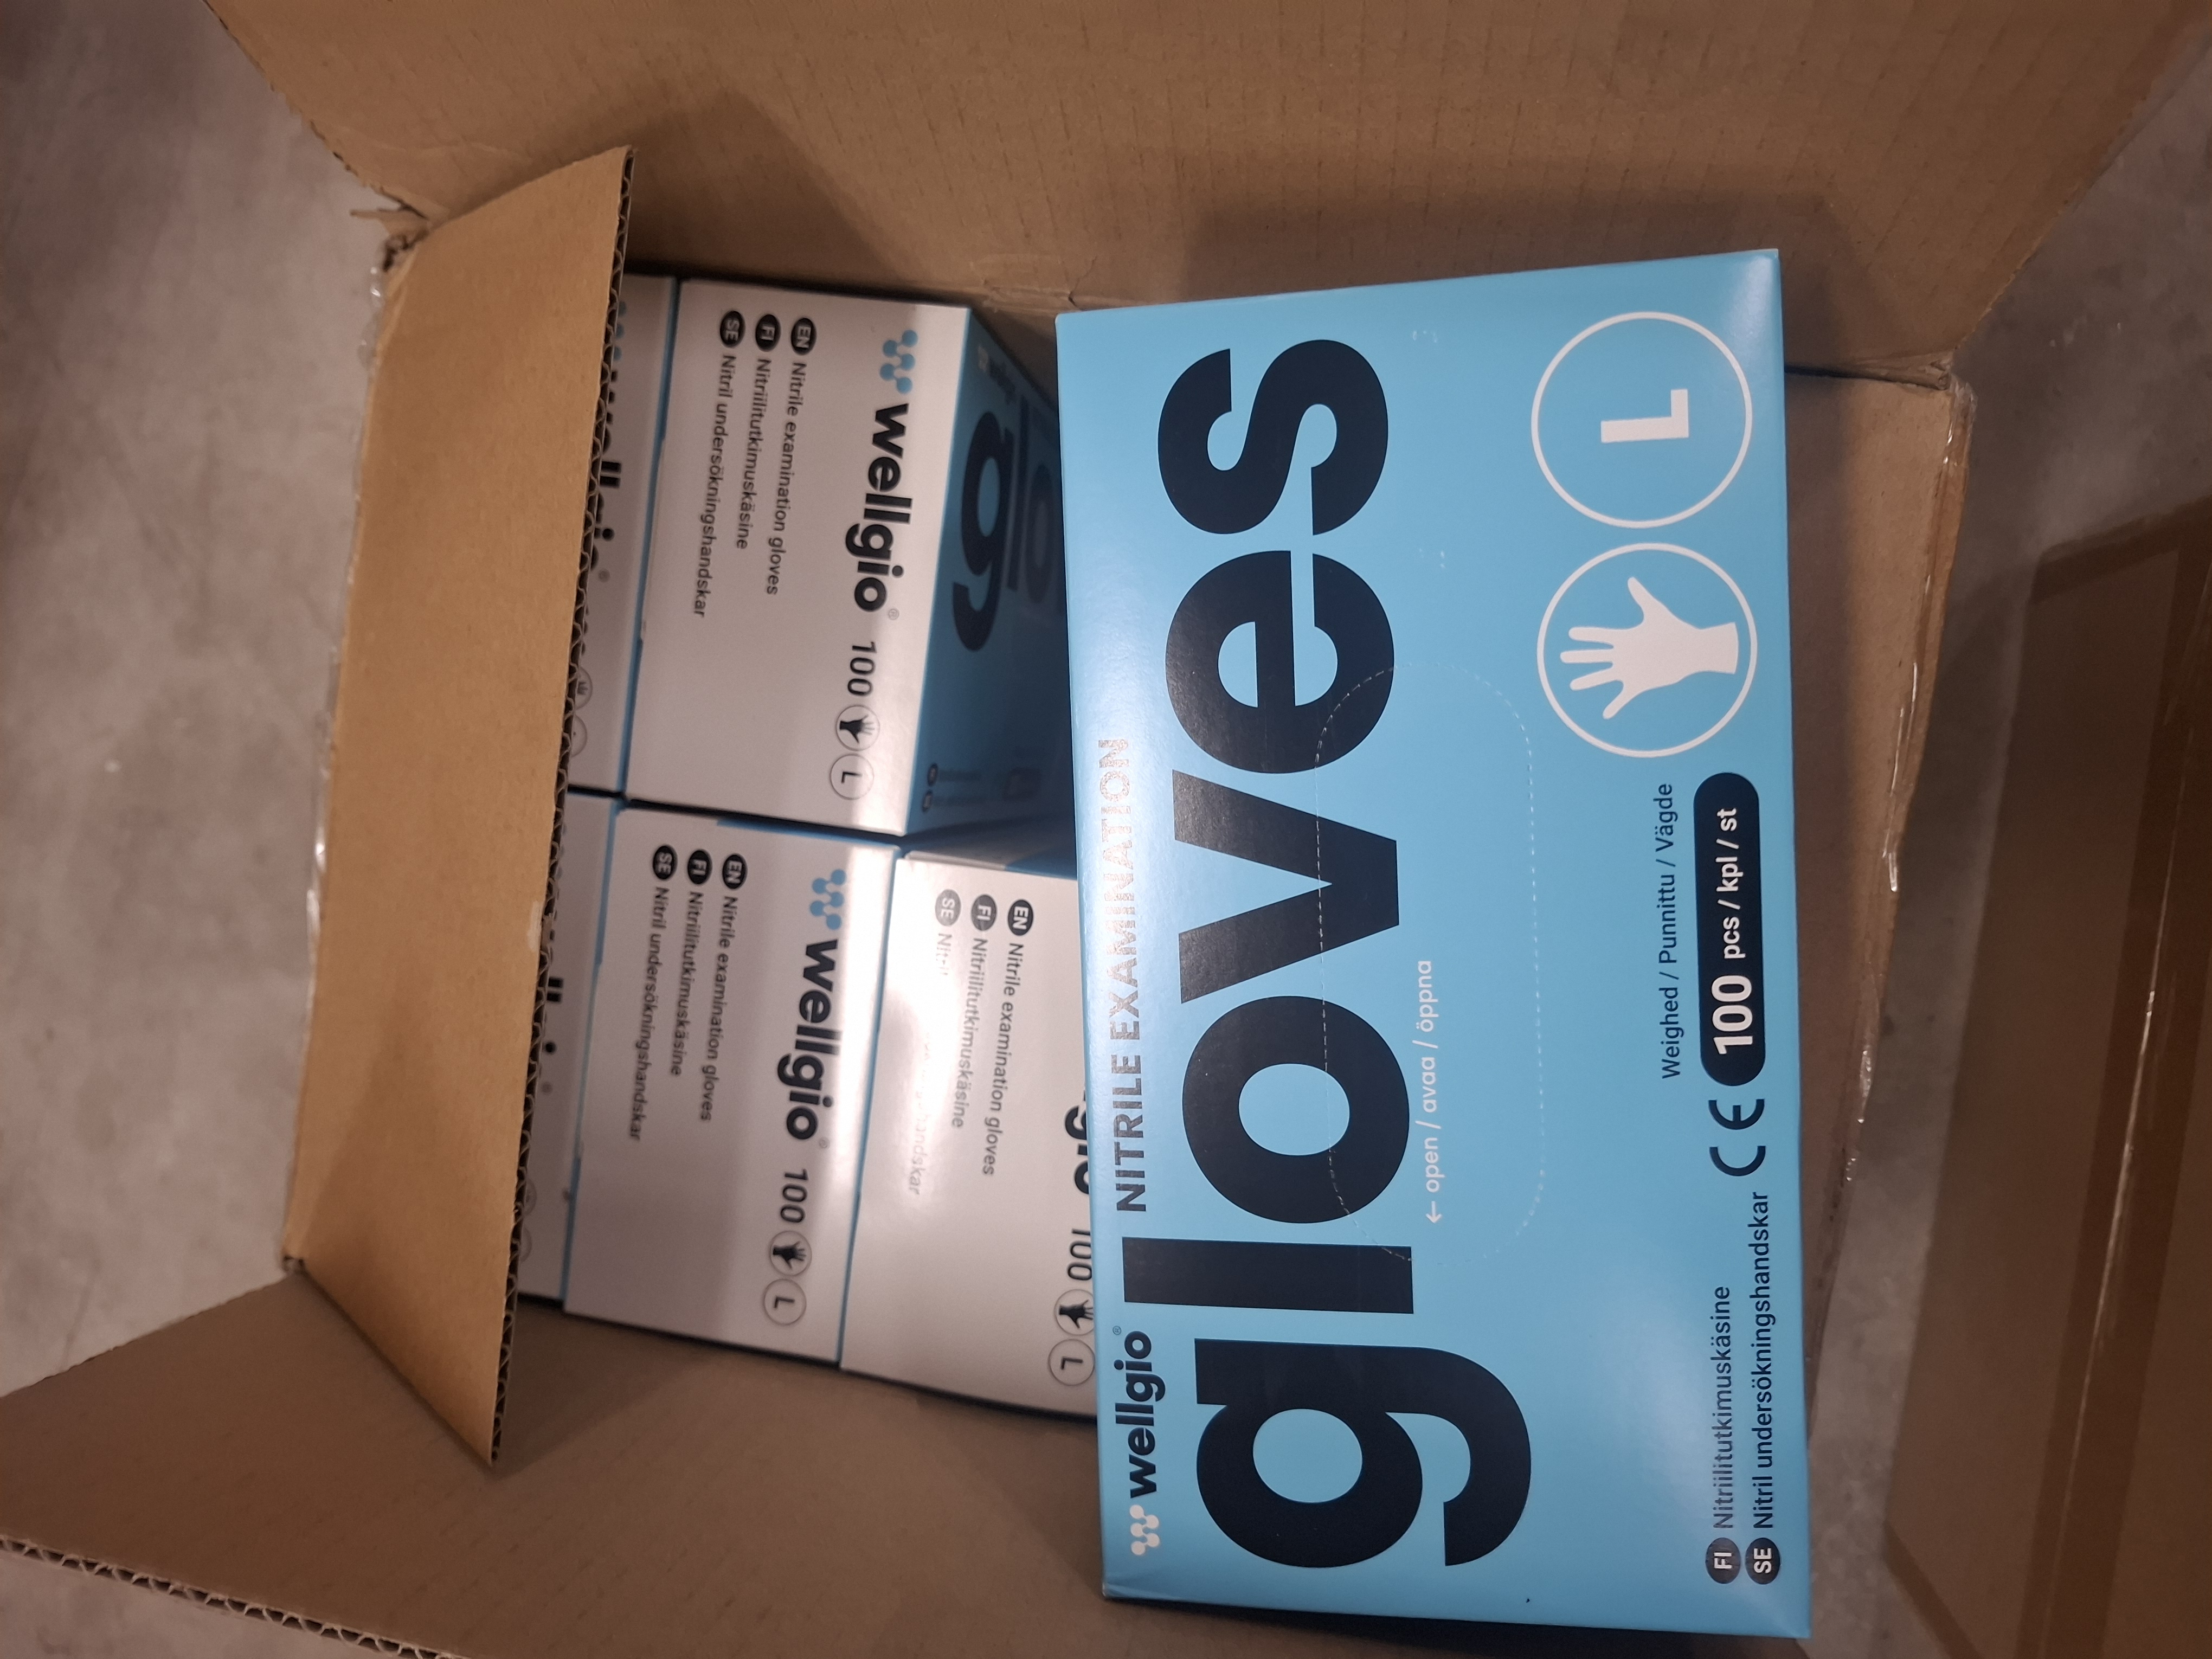 wellgio®
NITRILE EXAMINATION
gloves
← open / avaa / öppna
L
Weighed / Punnittu / Vägde
100 pcs / kpl / st
CE
FI Nitriilitutkimuskäsine
SE Nitril undersökningshandskar
wellgio® 100 L
EN Nitrile examination gloves
FI Nitriilitutkimuskäsine
SE Nitril undersökningshandskar
glo
wellgio® 100 L
EN Nitrile examination gloves
FI Nitriilitutkimuskäsine
SE Nitril undersökningshandskar
100 L
EN Nitrile examination gloves
FI Nitriilitutkimuskäsine
SE